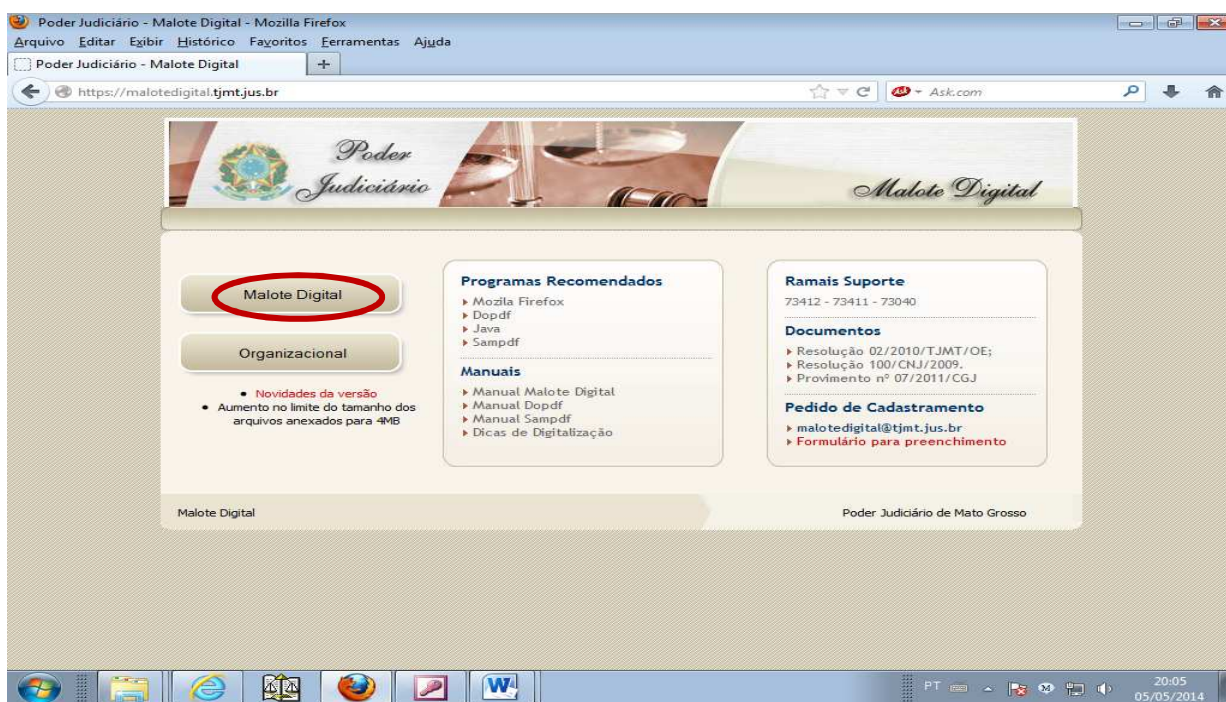 Poder Judiciário - Malote Digital - Mozilla Firefox
Arquivo Editar Exibir Histórico Favoritos Ferramentas Ajuda
Poder Judiciário - Malote Digital
https://malotedigital.tjmt.jus.br
Ask.com
Poder
Judiciário
Malote Digital
Malote Digital
Organizacional
Novidades da versão
Aumento no limite do tamanho dos
arquivos anexados para 4MB
Programas Recomendados
Mozila Firefox
Dopdf
Java
Sampdf
Manuais
Manual Malote Digital
Manual Dopdf
Manual Sampdf
Dicas de Digitalização
Ramais Suporte
73412 - 73411 - 73040
Documentos
Resolução 02/2010/TJMT/OE;
Resolução 100/CNJ/2009.
Provimento nº 07/2011/CGJ
Pedido de Cadastramento
malotedigital@tjmt.jus.br
Formulário para preenchimento
Malote Digital
Poder Judiciário de Mato Grosso
PT
20:05
05/05/2014